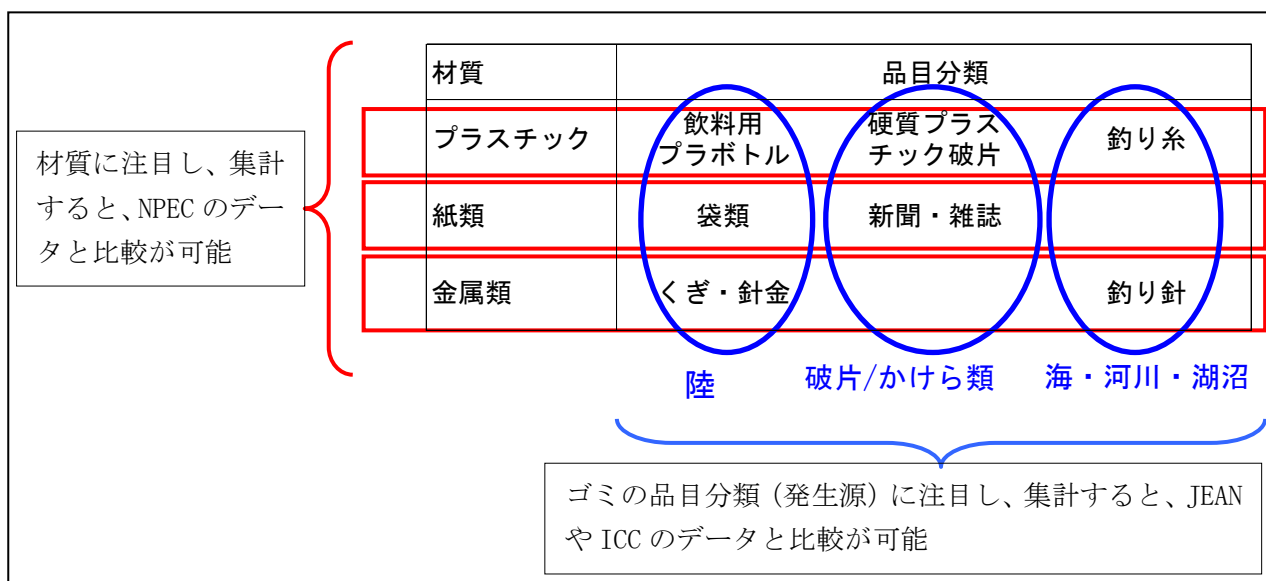 材質に注目し、集計
すると、NPEC のデー
タと比較が可能
材質 品目分類
プラスチック 飲料用
プラボトル 硬質プラス
チック破片 釣り糸
紙類 袋類 新聞・雑誌
金属類 くぎ・針金 釣り針
陸 破片/かけら類 海・河川・湖沼
ゴミの品目分類（発生源）に注目し、集計すると、JEAN
や ICC のデータと比較が可能